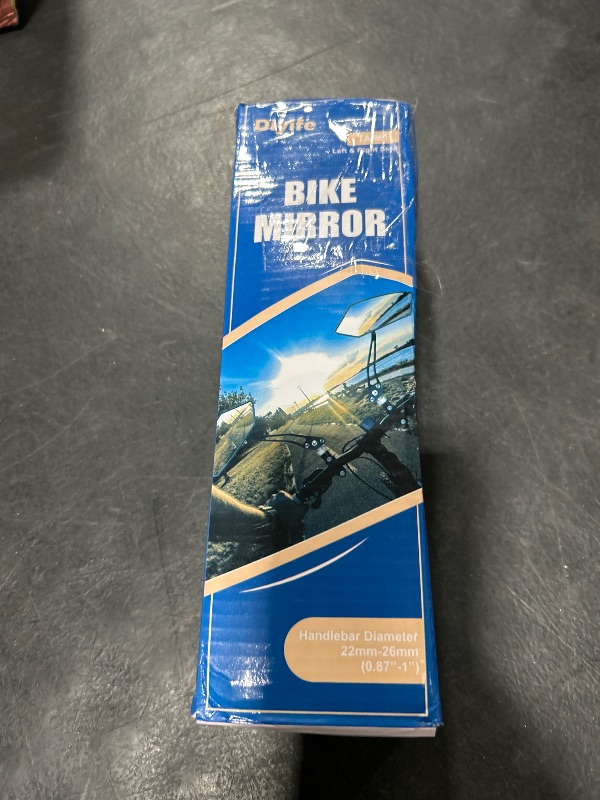 BIKE
MIRROR
Handlebar Diameter
22mm-26mm
(0.87"-1")